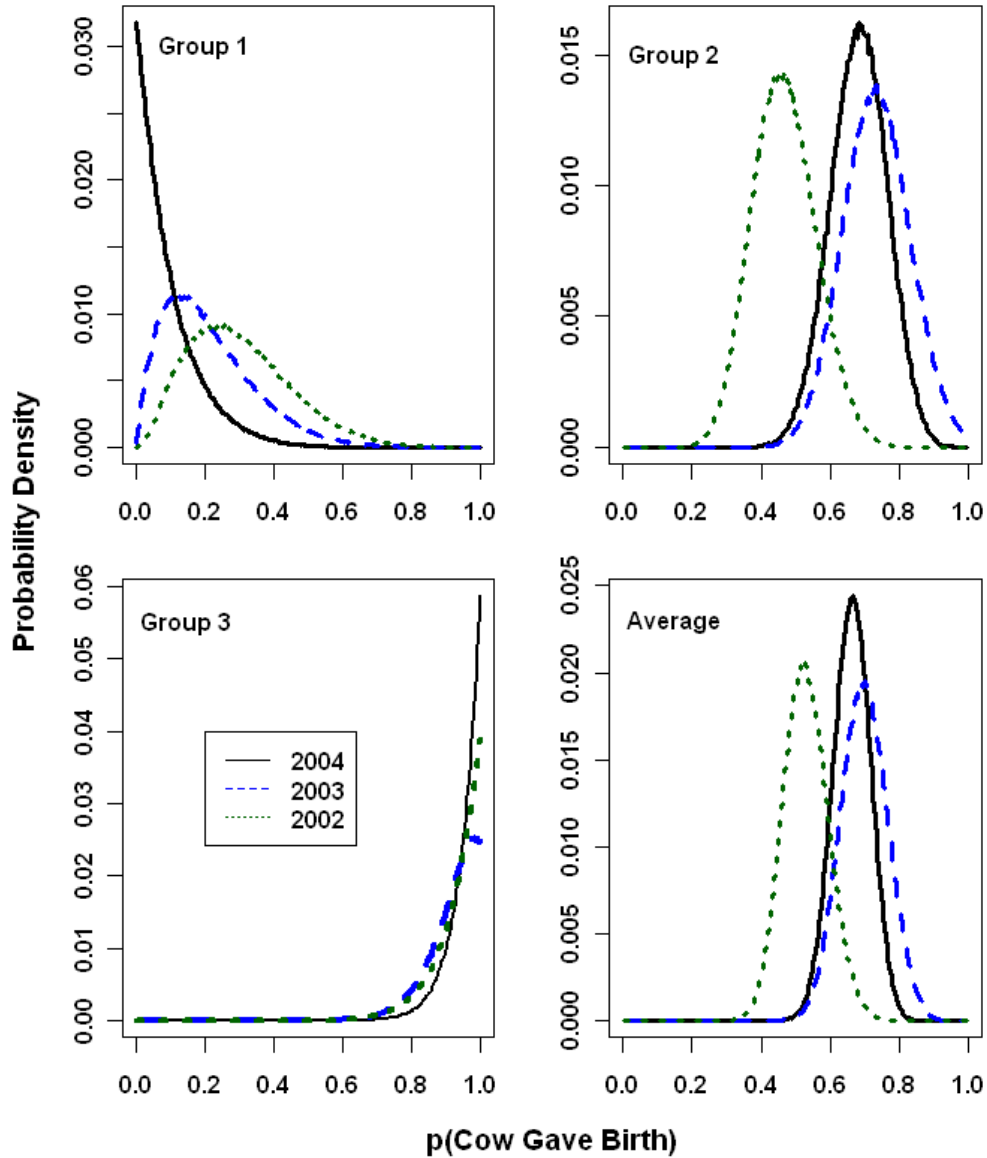 Probability Density
Group 1
0.000 0.010 0.020 0.030
0.0 0.2 0.4 0.6 0.8 1.0
Group 2
0.000 0.005 0.010 0.015
0.0 0.2 0.4 0.6 0.8 1.0
Group 3
2004
2003
2002
0.00 0.01 0.02 0.03 0.04 0.05 0.06
0.0 0.2 0.4 0.6 0.8 1.0
Average
0.000 0.005 0.010 0.015 0.020 0.025
0.0 0.2 0.4 0.6 0.8 1.0
p(Cow Gave Birth)